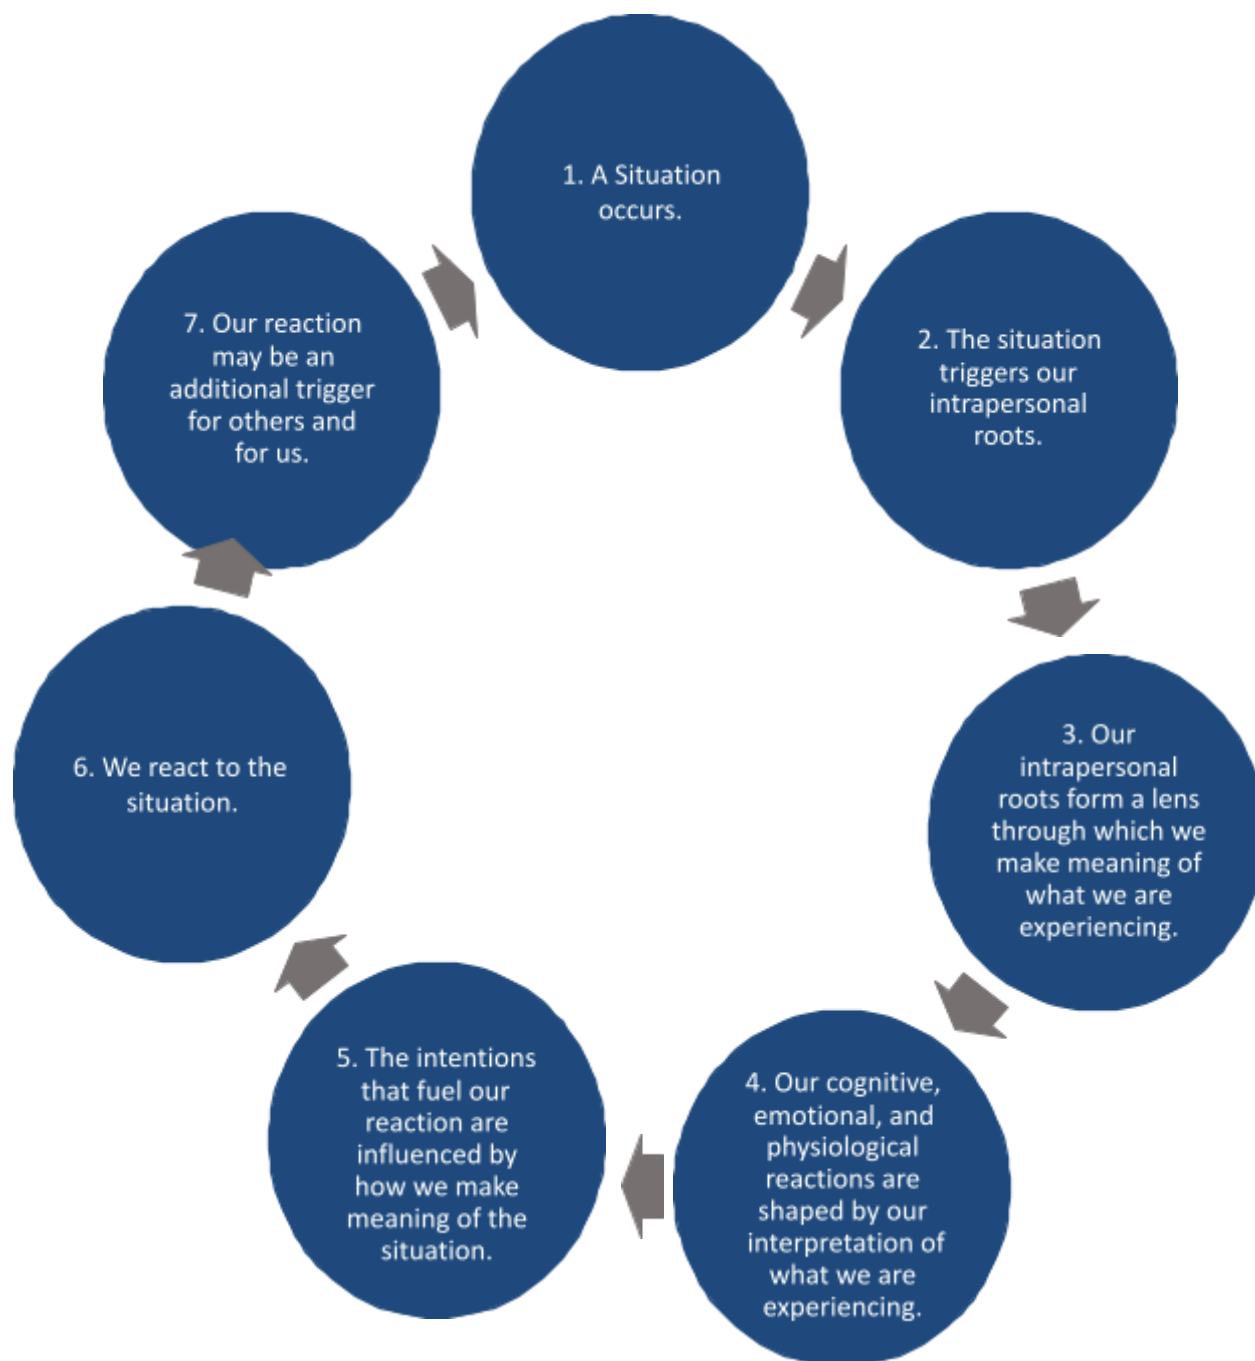 1. A Situation
occurs.
2. The situation
triggers our
intrapersonal
roots.
3. Our
intrapersonal
roots form a lens
through which we
make meaning of
what we are
experiencing.
4. Our cognitive,
emotional, and
physiological
reactions are
shaped by our
interpretation of
what we are
experiencing.
5. The intentions
that fuel our
reaction are
influenced by
how we make
meaning of the
situation.
6. We react to the
situation.
7. Our reaction
may be an
additional trigger
for others and
for us.